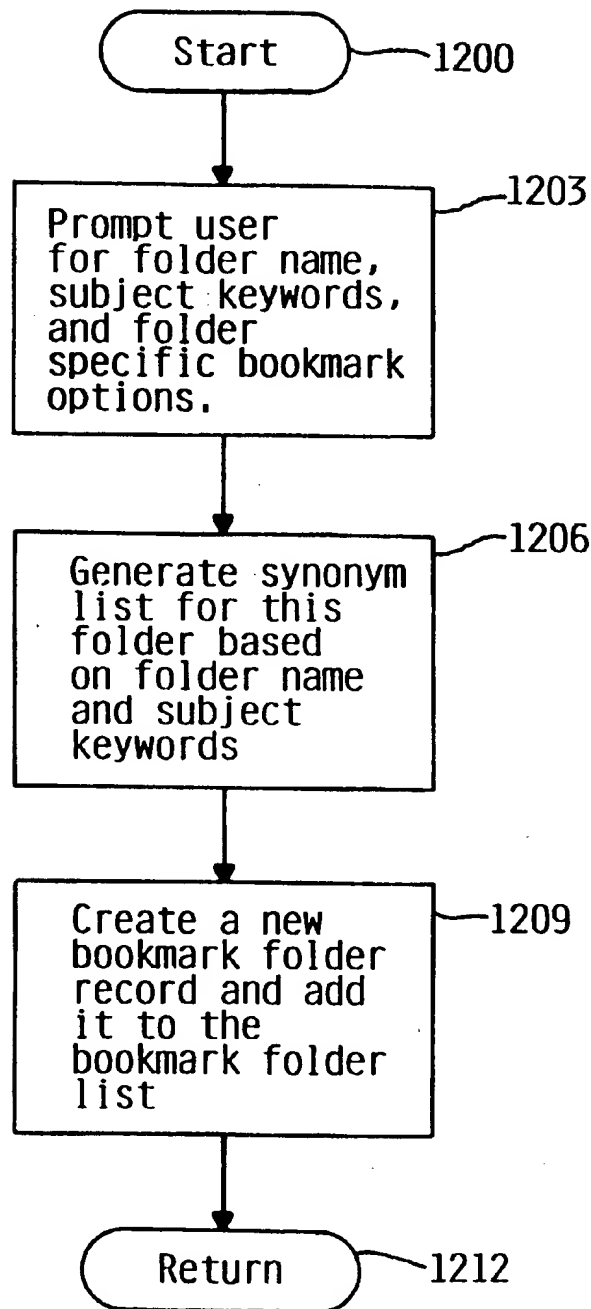 Start
1200
1203
Prompt user
for folder name,
subject keywords,
and folder
specific bookmark
options.
1206
Generate synonym
list for this
folder based
on folder name
and subject
keywords
1209
Create a new
bookmark folder
record and add
it to the
bookmark folder
list
Return
1212